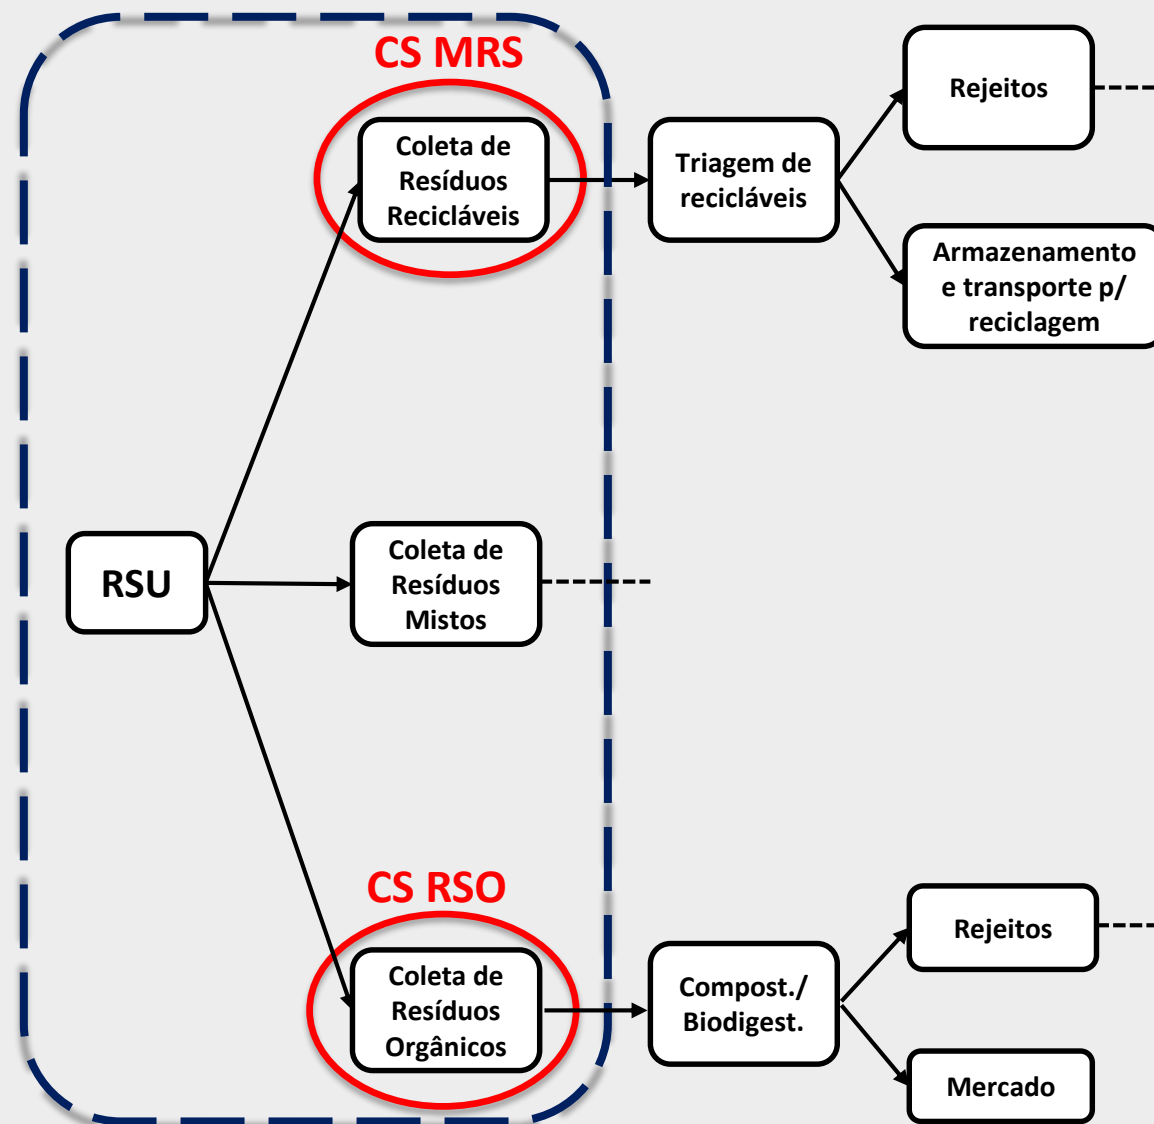 CS MRS
Coleta de
Resíduos
Recicláveis
Triagem de
recicláveis
Rejeitos
Armazenamento
e transporte p/
reciclagem
RSU
Coleta de
Resíduos
Mistos
CS RSO
Coleta de
Resíduos
Orgânicos
Compost./
Biodigest.
Rejeitos
Mercado